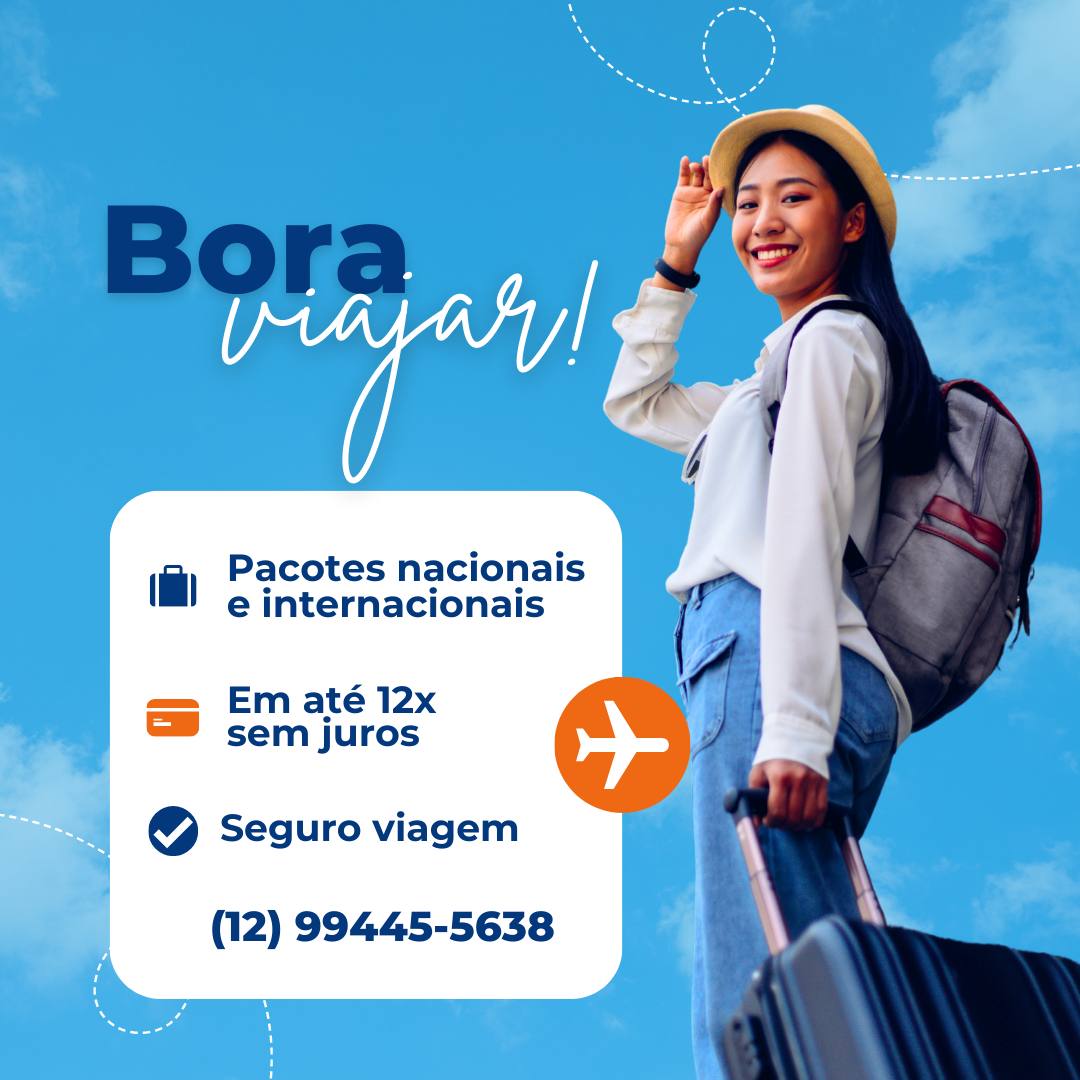 Bora
viajar!
Pacotes nacionais
e internacionais
Em até 12x
sem juros
Seguro viagem
(12) 99445-5638